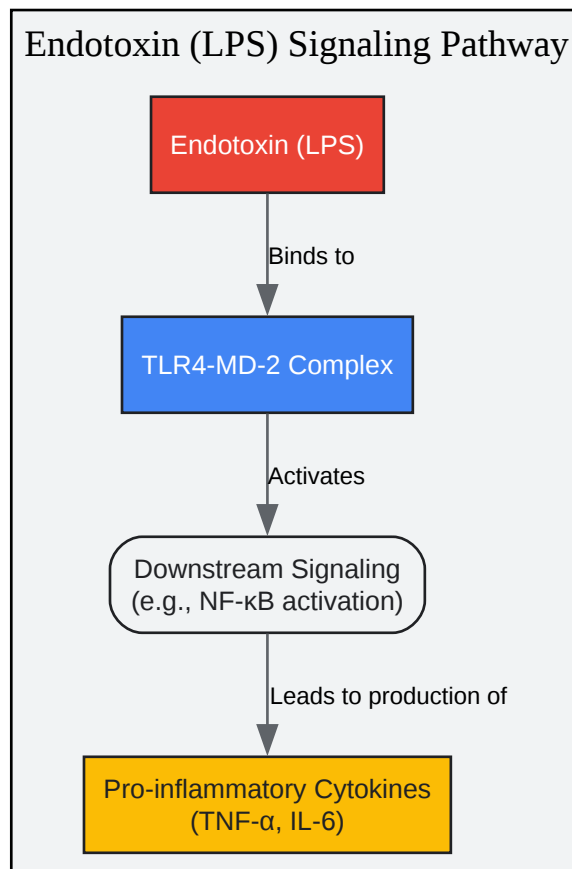 Endotoxin (LPS) Signaling Pathway
Endotoxin (LPS)
Binds to
TLR4-MD-2 Complex
Activates
Downstream Signaling
(e.g., NF-κB activation)
Leads to production of
Pro-inflammatory Cytokines
(TNF-α, IL-6)